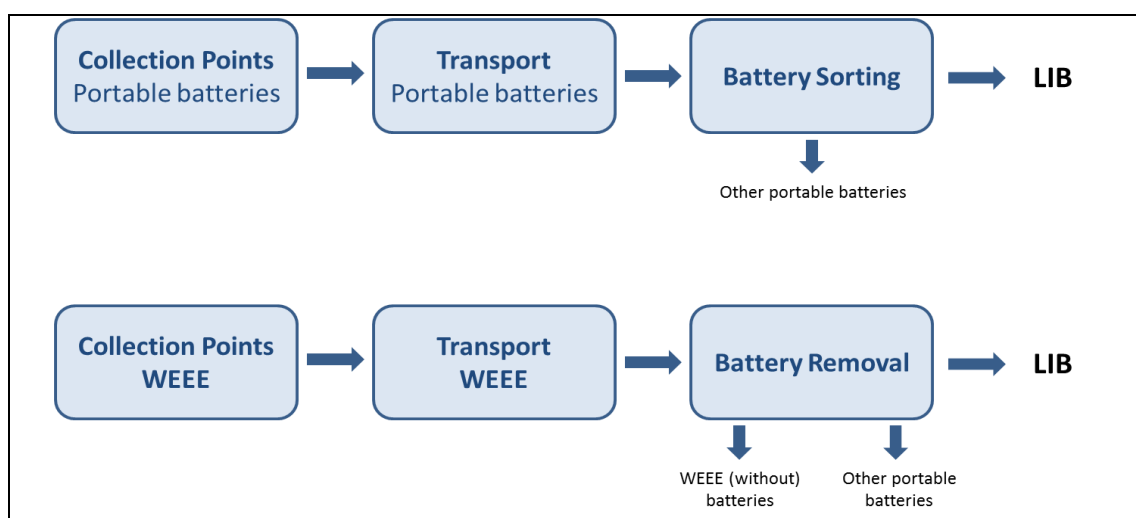 Collection Points
Portable batteries
Transport
Portable batteries
Battery Sorting
LIB
Other portable batteries
Collection Points
WEEE
Transport
WEEE
Battery Removal
LIB
WEEE (without)
batteries
Other portable
batteries